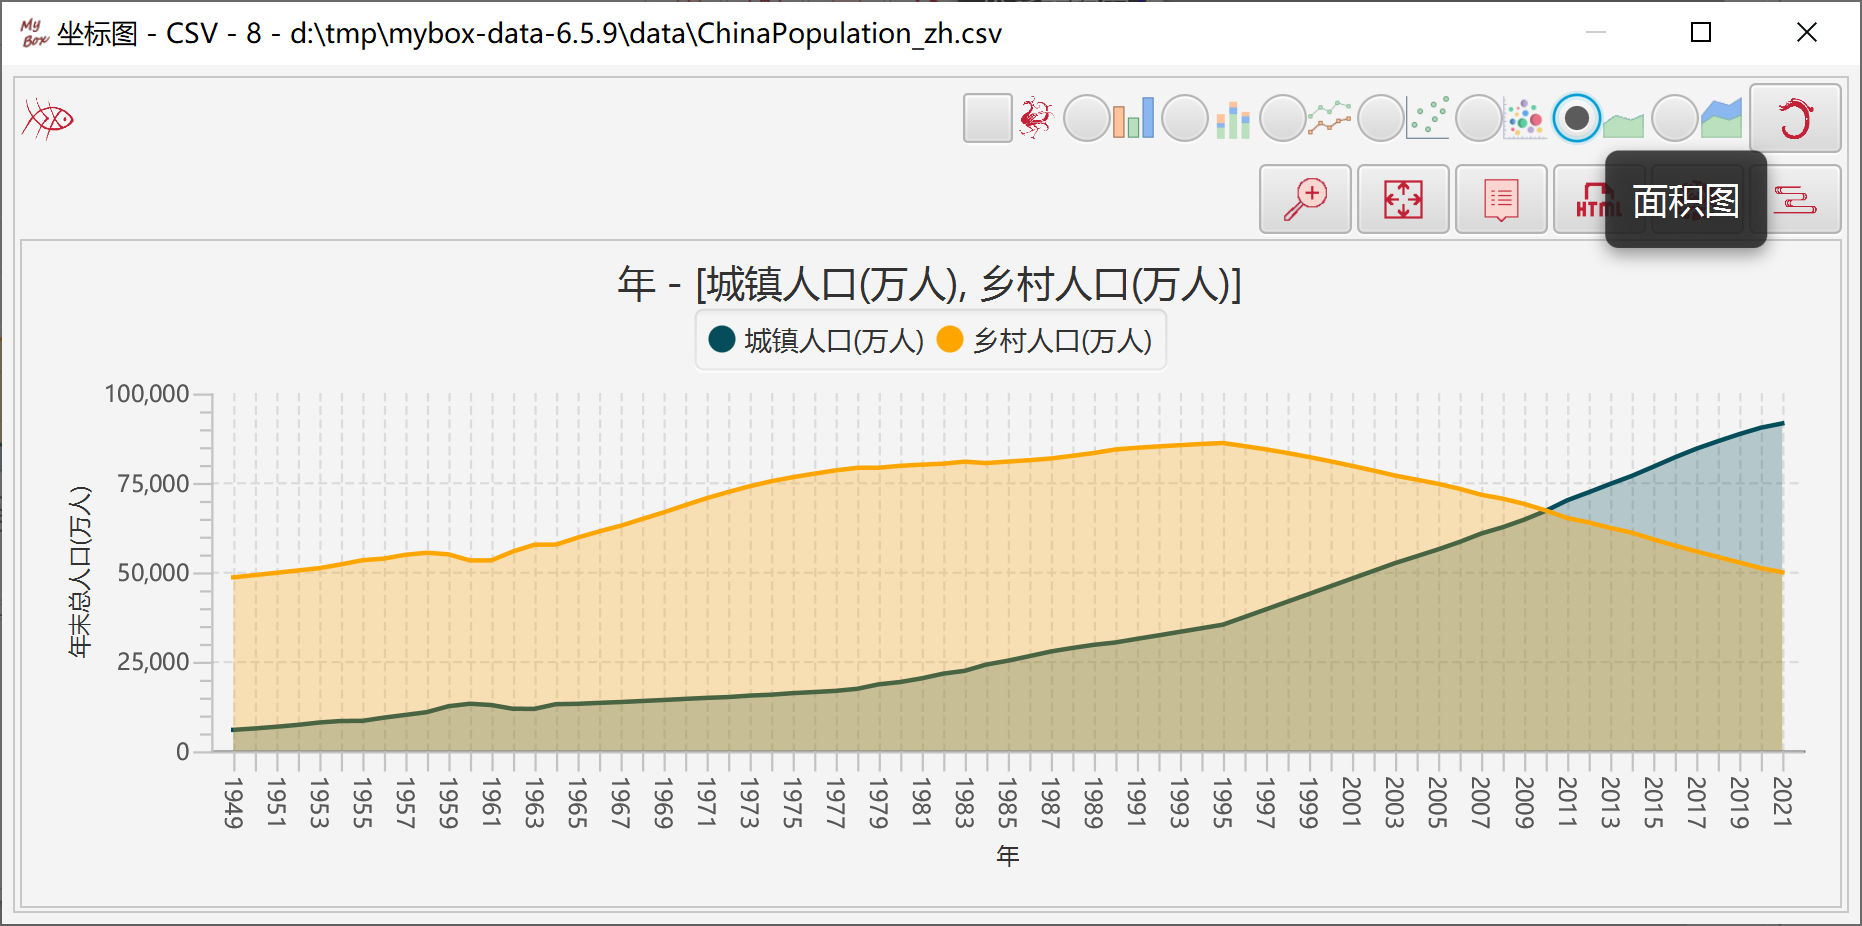 My Box 坐标图 - CSV - 8 - d:\tmp\mybox-data-6.5.9\data\ChinaPopulation_zh.csv
HTML
面积图
年 - [城镇人口(万人), 乡村人口(万人)]
城镇人口(万人) 乡村人口(万人)
100,000
75,000
50,000
25,000
0
年末总人口(万人)
1949 1951 1953 1955 1957 1959 1961 1963 1965 1967 1969 1971 1973 1975 1977 1979 1981 1983 1985 1987 1989 1991 1993 1995 1997 1999 2001 2003 2005 2007 2009 2011 2013 2015 2017 2019 2021
年